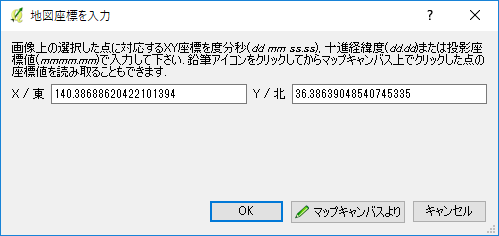 地図座標を入力
画像上の選択した点に対応するXY座標を度分秒(dd mm ss.ss), 十進経緯度(dd.dd)または投影座
標値(mmmm.mm)で入力して下さい. 鉛筆アイコンをクリックしてからマップキャンバス上でクリックした点の
座標値を読み取ることもできます.
X / 東 140.38688620422101394 Y / 北 36.38639048540745335
OK マップキャンバスより キャンセル